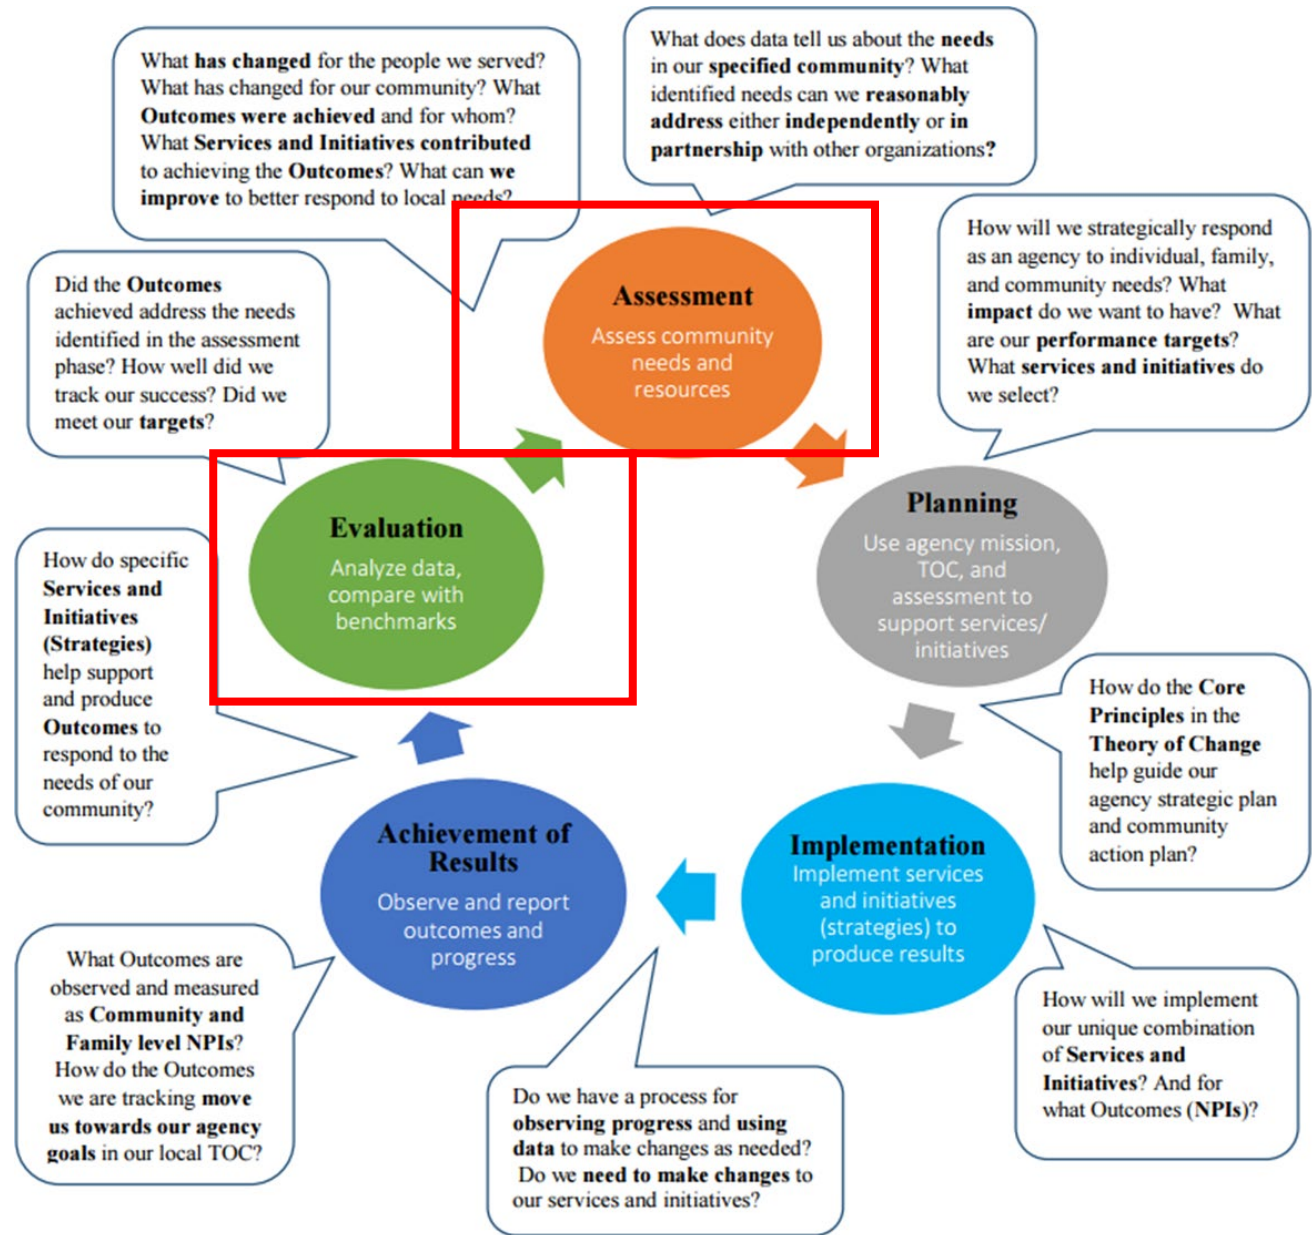 What has changed for the people we served?
What has changed for our community? What
Outcomes were achieved and for whom?
What Services and Initiatives contributed
to achieving the Outcomes? What can we
improve to better respond to local needs?
What does data tell us about the needs
in our specified community? What
identified needs can we reasonably
address either independently or in
partnership with other organizations?
How will we strategically respond
as an agency to individual, family,
and community needs? What
impact do we want to have?  What
are our performance targets?
What services and initiatives do
we select?
Did the Outcomes
achieved address the needs
identified in the assessment
phase? How well did we
track our success? Did we
meet our targets?
Assessment
Assess community
needs and
resources
Evaluation
Analyze data,
compare with
benchmarks
Planning
Use agency mission,
TOC, and
assessment to
support services/
initiatives
How do specific
Services and
Initiatives
(Strategies)
help support
and produce
Outcomes to
respond to the
needs of our
community?
How do the Core
Principles in the
Theory of Change
help guide our
agency strategic plan
and community
action plan?
Achievement of
Results
Observe and report
outcomes and
progress
Implementation
Implement services
and initiatives
(strategies) to
produce results
What Outcomes are
observed and measured
as Community and
Family level NPIs?
How do the Outcomes
we are tracking move
us towards our agency
goals in our local TOC?
Do we have a process for
observing progress and using
data to make changes as needed?
Do we need to make changes to
our services and initiatives?
How will we implement
our unique combination
of Services and
Initiatives? And for
what Outcomes (NPIs)?